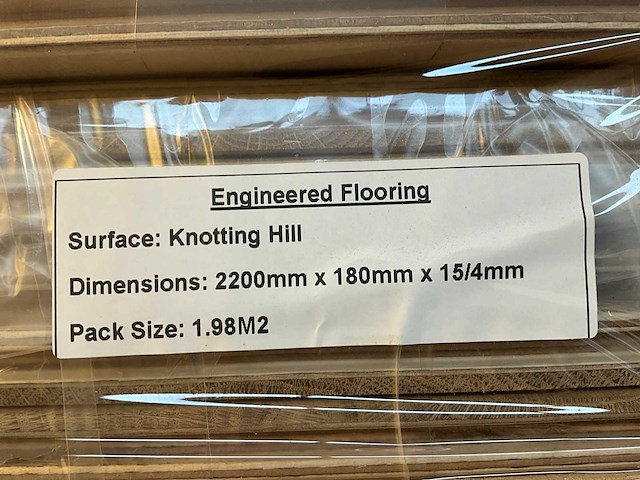 Engineered Flooring
Surface: Knotting Hill
Dimensions: 2200mm x 180mm x 15/4mm
Pack Size: 1.98M2